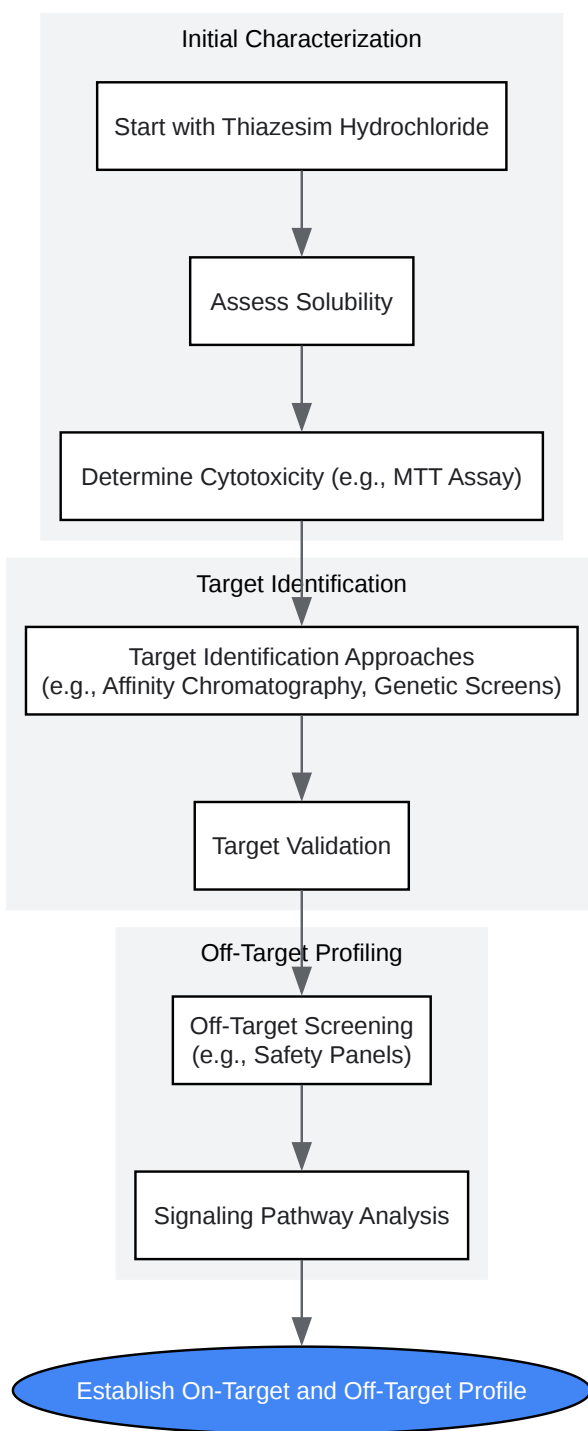 Initial Characterization
Start with Thiazesim Hydrochloride
Assess Solubility
Determine Cytotoxicity (e.g., MTT Assay)
Target Identification
Target Identification Approaches
(e.g., Affinity Chromatography, Genetic Screens)
Target Validation
Off-Target Profiling
Off-Target Screening
(e.g., Safety Panels)
Signaling Pathway Analysis
Establish On-Target and Off-Target Profile